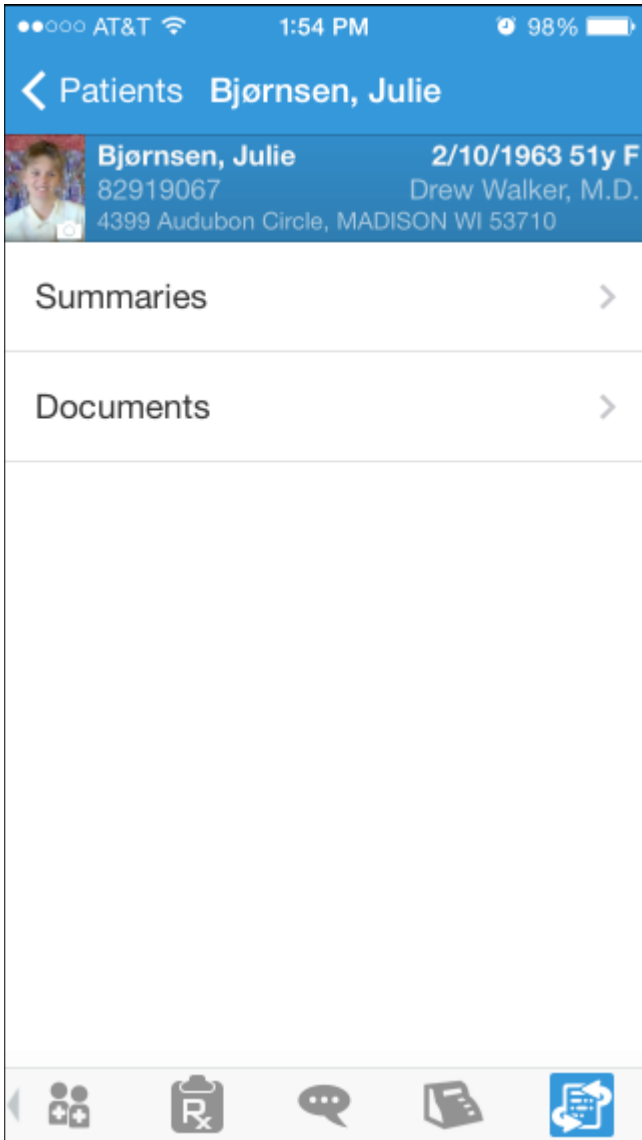 AT&T 1:54 PM 98%
Patients Bjørnsen, Julie
Bjørnsen, Julie 2/10/1963 51y F
82919067 Drew Walker, M.D.
4399 Audubon Circle, MADISON WI 53710
Summaries
Documents
Rx